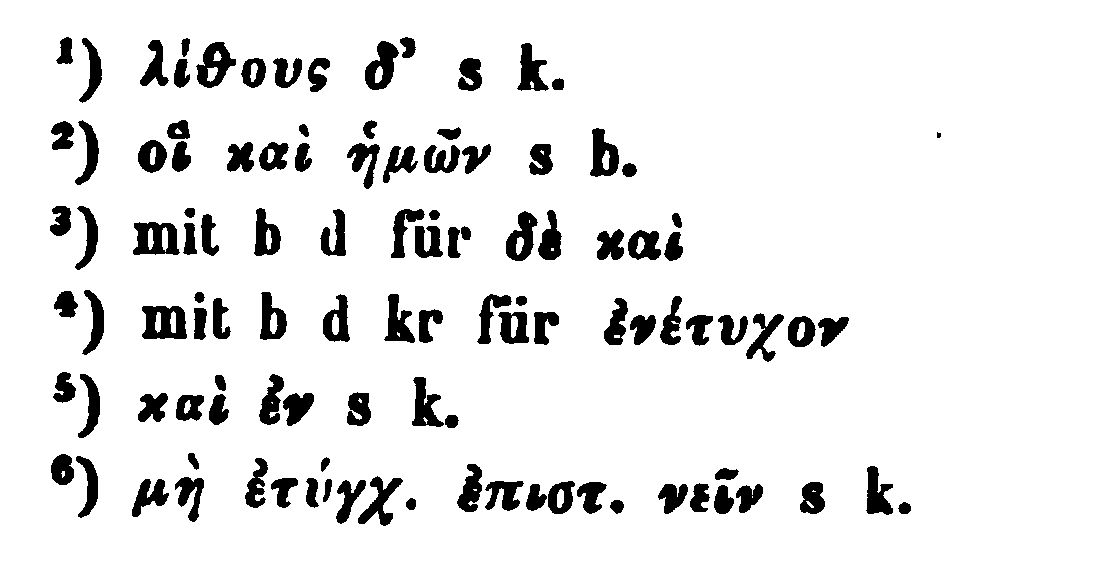 ¹) λίθους δ’ s k.
²) οἳ καὶ ἡμῶν s b.
³) mit b d für δὲ καὶ
⁴) mit b d kr für ἐνέτυχον
⁵) καὶ ἐν s k.
⁶) μὴ ἐτύγχ. ἐπιστ. νεῖν s k.